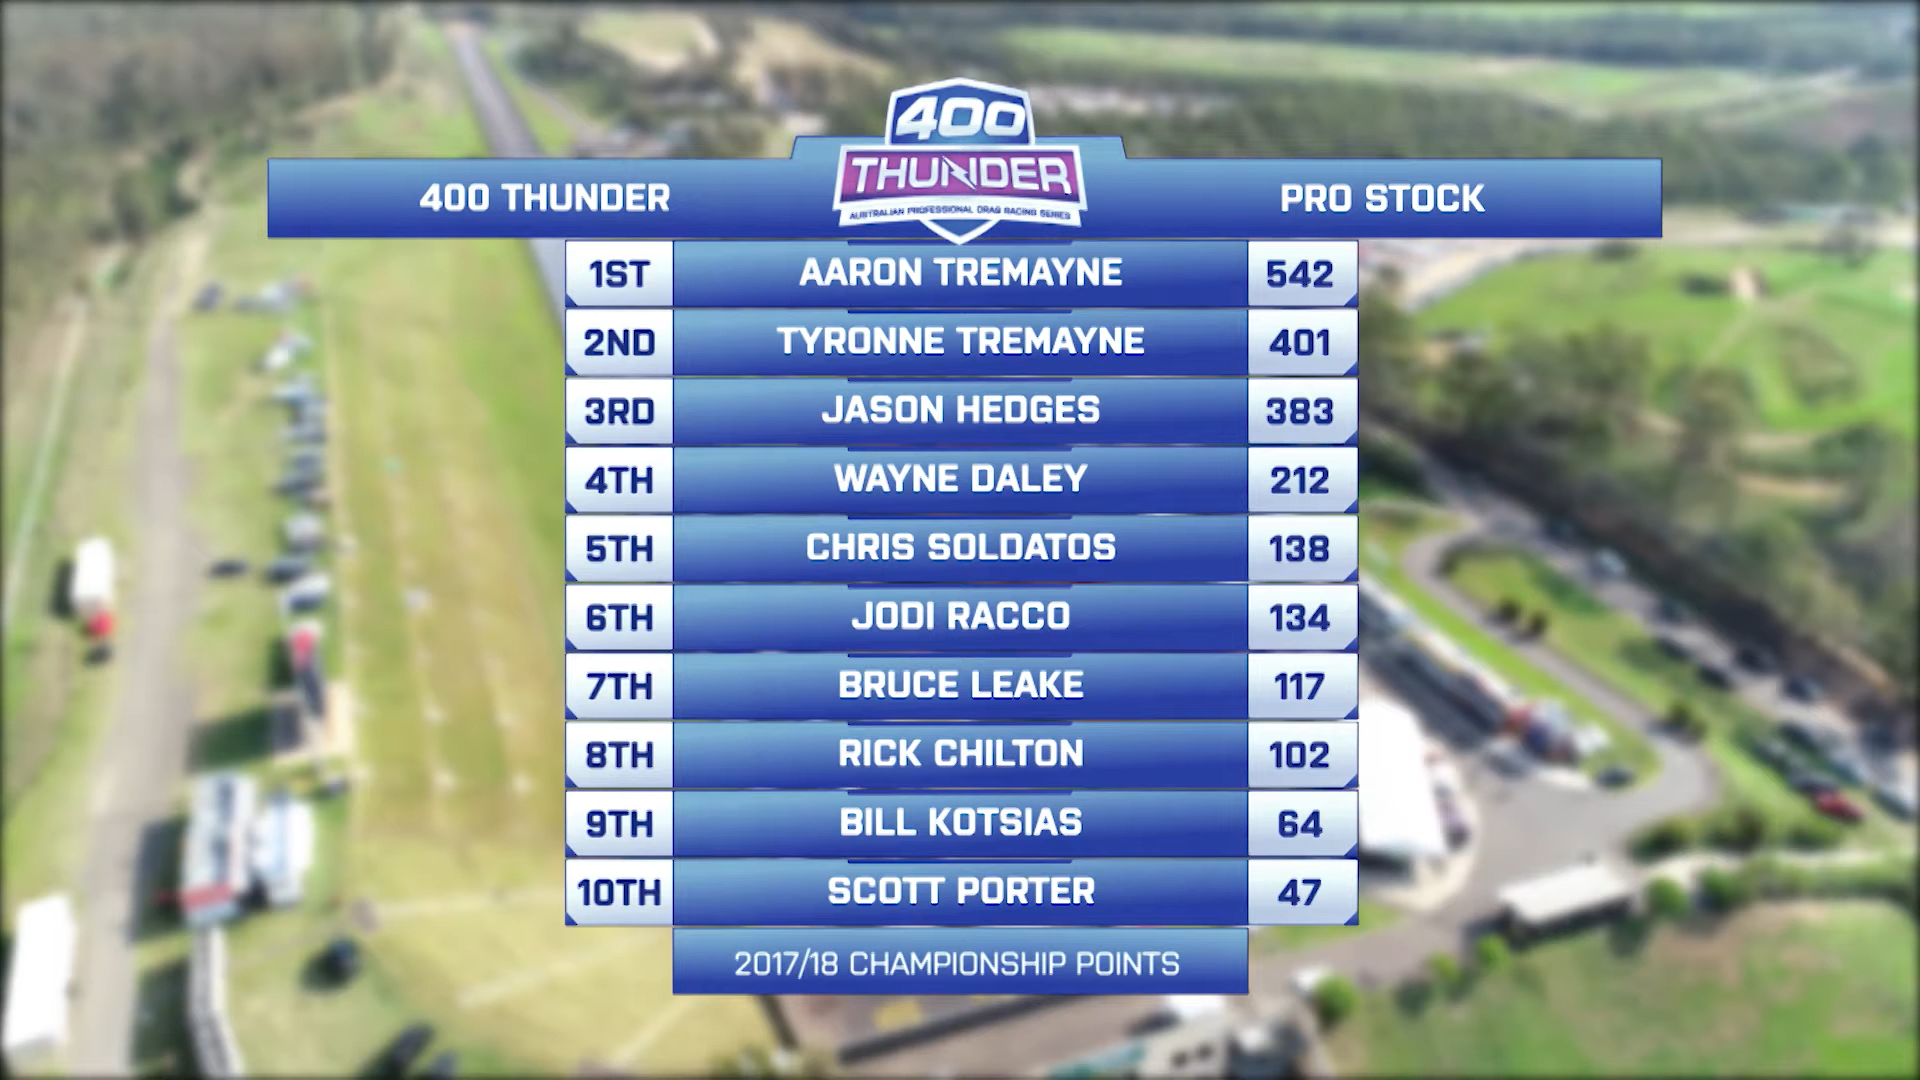 400
THUNDER
AUSTRALIAN PROFESSIONAL DRAG RACING SERIES
400 THUNDER PRO STOCK
1ST AARON TREMAYNE 542
2ND TYRONNE TREMAYNE 401
3RD JASON HEDGES 383
4TH WAYNE DALEY 212
5TH CHRIS SOLDATOS 138
6TH JODI RACCO 134
7TH BRUCE LEAKE 117
8TH RICK CHILTON 102
9TH BILL KOTSIAS 64
10TH SCOTT PORTER 47
2017/18 CHAMPIONSHIP POINTS